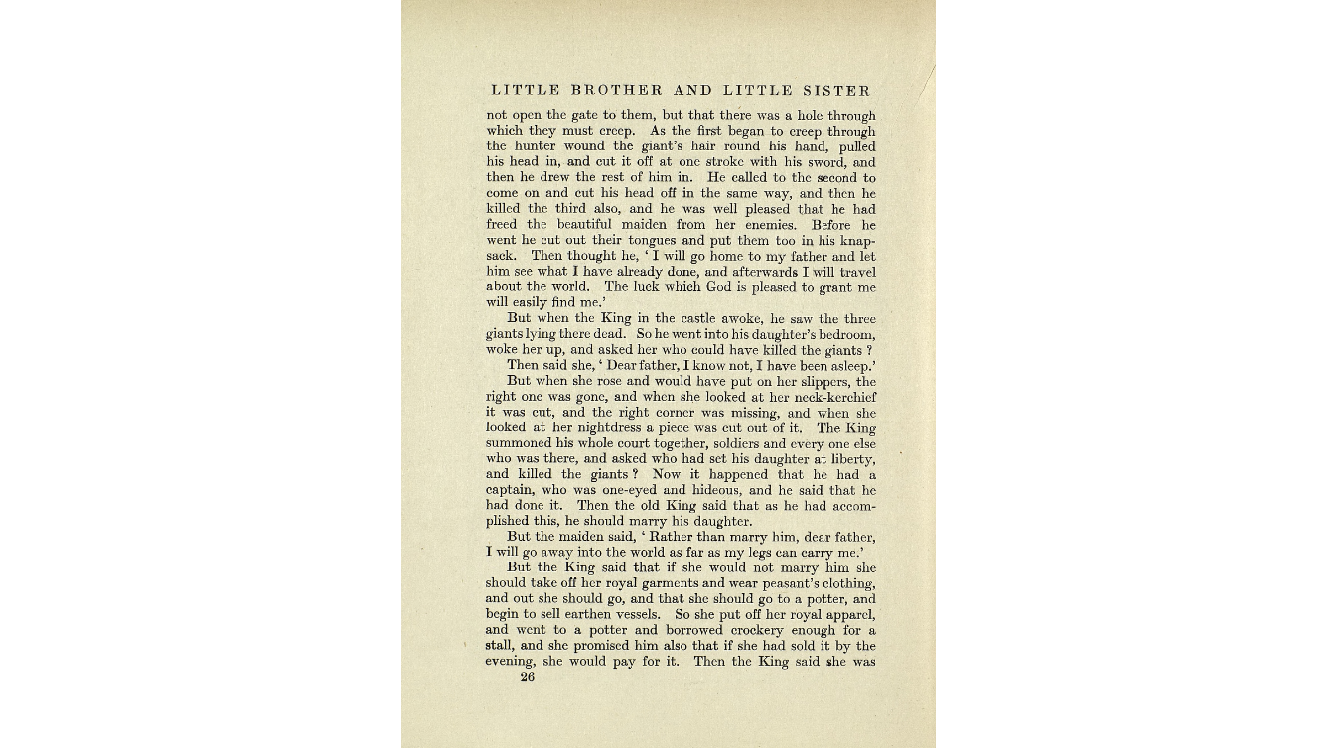 LITTLE BROTHER AND LITTLE SISTER
not open the gate to them, but that there was a hole through
which they must creep. As the first began to creep through
the hunter wound the giant's hair round his hand, pulled
his head in, and cut it off at one stroke with his sword, and
then he drew the rest of him in. He called to the second to
come on and cut his head off in the same way, and then he
killed the third also, and he was well pleased that he had
freed the beautiful maiden from her enemies. Before he
went he cut out their tongues and put them too in his knap-
sack. Then thought he, ‘ I will go home to my father and let
him see what I have already done, and afterwards I will travel
about the world. The luck which God is pleased to grant me
will easily find me.’
But when the King in the castle awoke, he saw the three
giants lying there dead. So he went into his daughter's bedroom,
woke her up, and asked her who could have killed the giants ?
Then said she, ‘ Dear father, I know not, I have been asleep.’
But when she rose and would have put on her slippers, the
right one was gone, and when she looked at her neck-kerchief
it was cut, and the right corner was missing, and when she
looked at her nightdress a piece was cut out of it. The King
summoned his whole court together, soldiers and every one else
who was there, and asked who had set his daughter at liberty,
and killed the giants ? Now it happened that he had a
captain, who was one-eyed and hideous, and he said that he
had done it. Then the old King said that as he had accom-
plished this, he should marry his daughter.
But the maiden said, ‘ Rather than marry him, dear father,
I will go away into the world as far as my legs can carry me.’
But the King said that if she would not marry him she
should take off her royal garments and wear peasant's clothing,
and out she should go, and that she should go to a potter, and
begin to sell earthen vessels. So she put off her royal apparel,
and went to a potter and borrowed crockery enough for a
stall, and she promised him also that if she had sold it by the
evening, she would pay for it. Then the King said she was
26